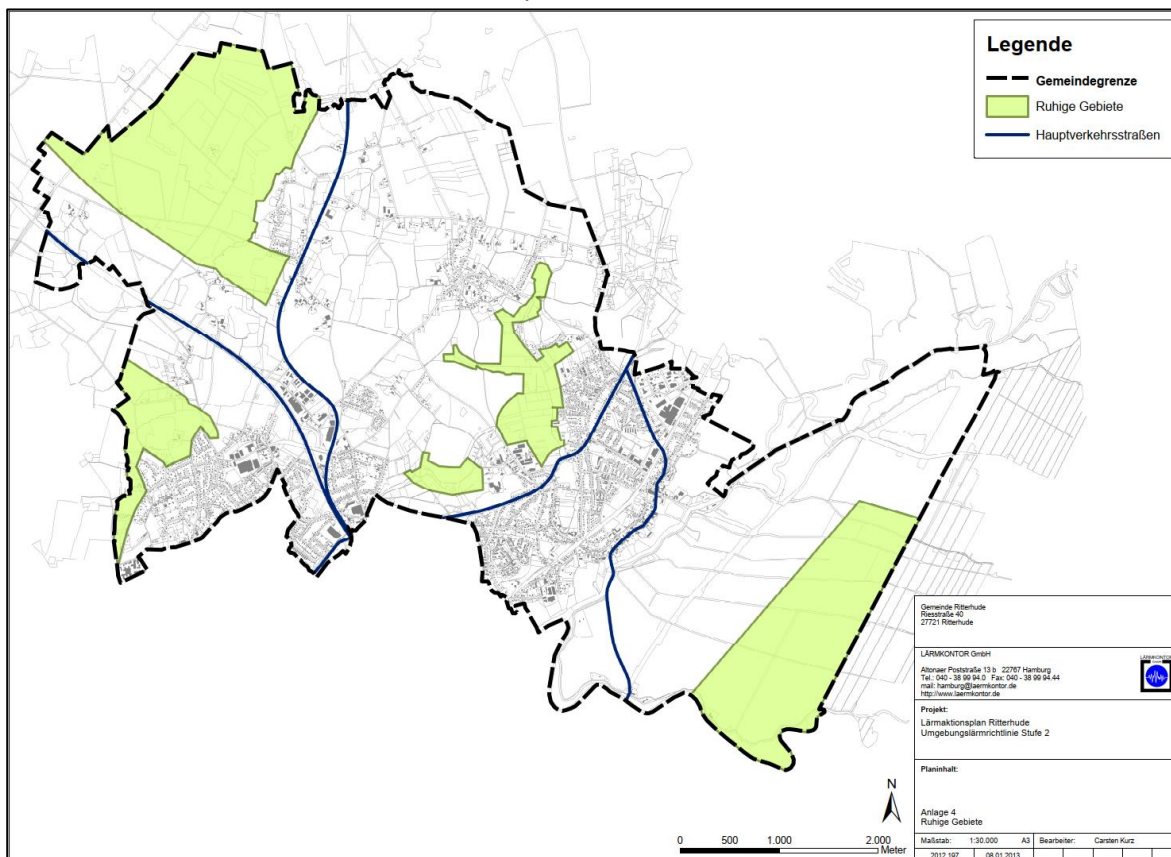 Legende
Gemeindegrenze
Ruhige Gebiete
Hauptverkehrsstraßen
Gemeinde Ritterhude
Riesstraße 40
27721 Ritterhude
LÄRMKONTOR GmbH
Altonaer Poststraße 13 b 22767 Hamburg
Tel.: 040 - 38 99 94.0 Fax: 040 - 38 99 94.44
mail: hamburg@laermkontor.de
http://www.laermkontor.de
LÄRMKONTOR
Projekt:
Lärmaktionsplan Ritterhude
Umgebungslärmrichtlinie Stufe 2
Planinhalt:
Anlage 4
Ruhige Gebiete
Maßstab: 1:30.000 A3 Bearbeiter: Carsten Kurz
2012.197 08.01.2013
N
0 500 1.000 2.000
Meter